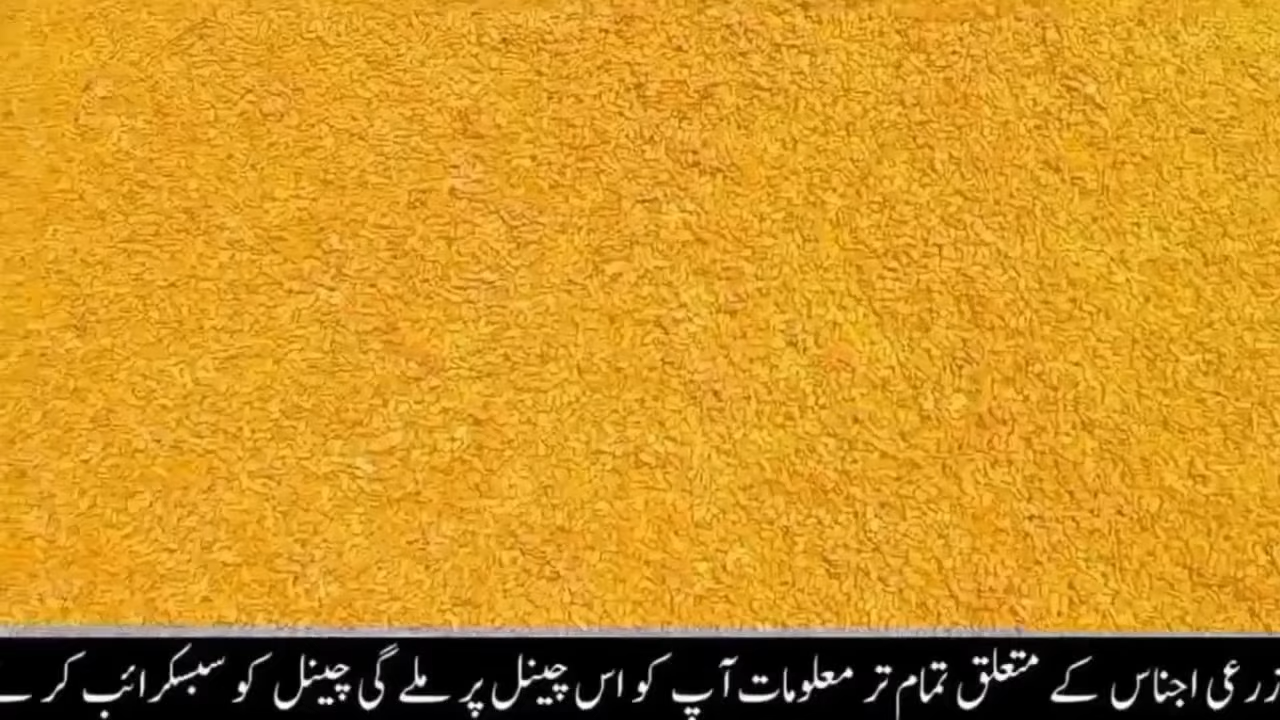 زرعی اجناس کے متعلق تمام تر معلومات آپ کو اس چینل پر ملے گی چینل کو سبسکرائب کر